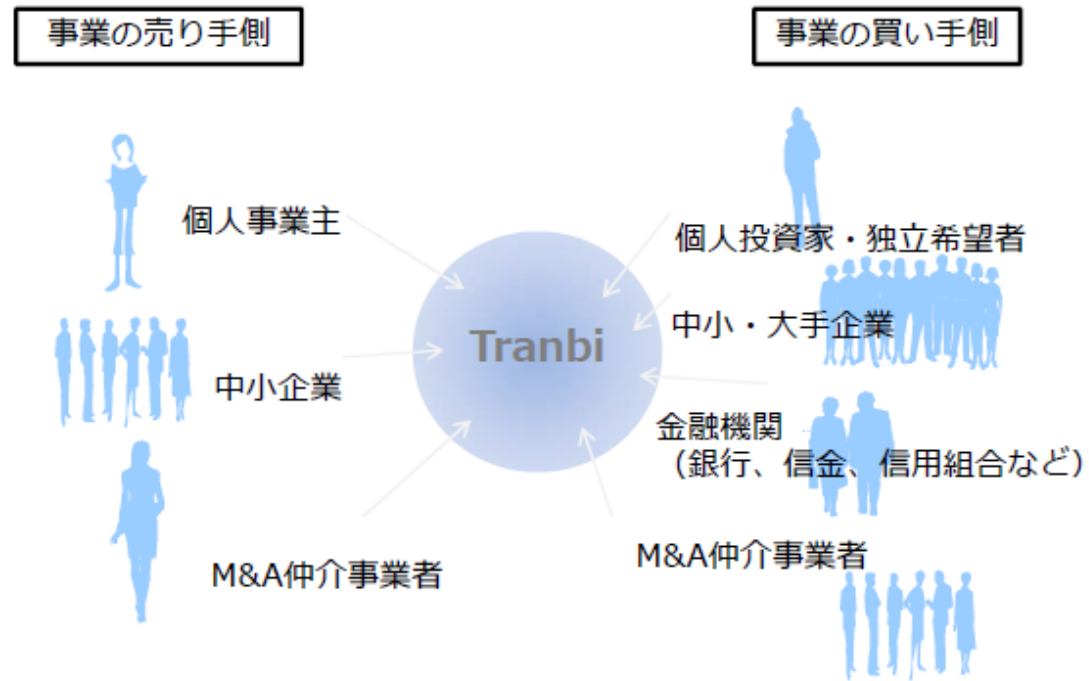 事業の売り手側
事業の買い手側
個人事業主
中小企業
M&A仲介事業者
Tranbi
個人投資家・独立希望者
中小・大手企業
金融機関
（銀行、信金、信用組合など）
M&A仲介事業者